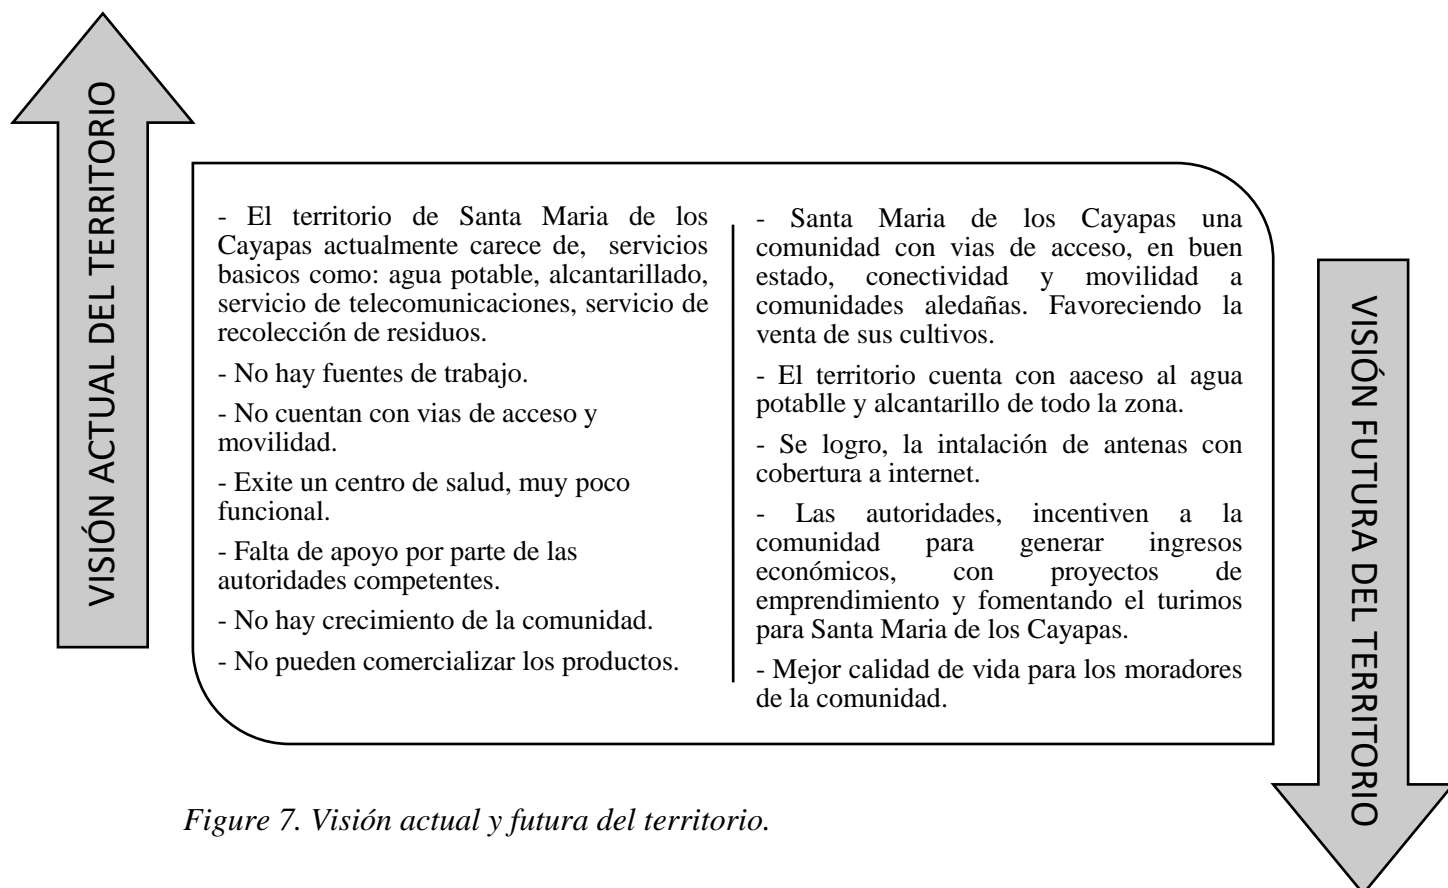 VISIÓN ACTUAL DEL TERRITORIO
- El territorio de Santa Maria de los
Cayapas actualmente carece de, servicios
basicos como: agua potable, alcantarillado,
servicio de telecomunicaciones, servicio de
recolección de residuos.
- No hay fuentes de trabajo.
- No cuentan con vias de acceso y
movilidad.
- Exite un centro de salud, muy poco
funcional.
- Falta de apoyo por parte de las
autoridades competentes.
- No hay crecimiento de la comunidad.
- No pueden comercializar los productos.
- Santa Maria de los Cayapas una
comunidad con vias de acceso, en buen
estado, conectividad y movilidad a
comunidades aledañas. Favoreciendo la
venta de sus cultivos.
- El territorio cuenta con aaceso al agua
potablle y alcantarillo de todo la zona.
- Se logro, la intalación de antenas con
cobertura a internet.
- Las autoridades, incentiven a la
comunidad para generar ingresos
económicos, con proyectos de
emprendimiento y fomentando el turimos
para Santa Maria de los Cayapas.
- Mejor calidad de vida para los moradores
de la comunidad.
VISIÓN FUTURA DEL TERRITORIO
Figure 7. Visión actual y futura del territorio.